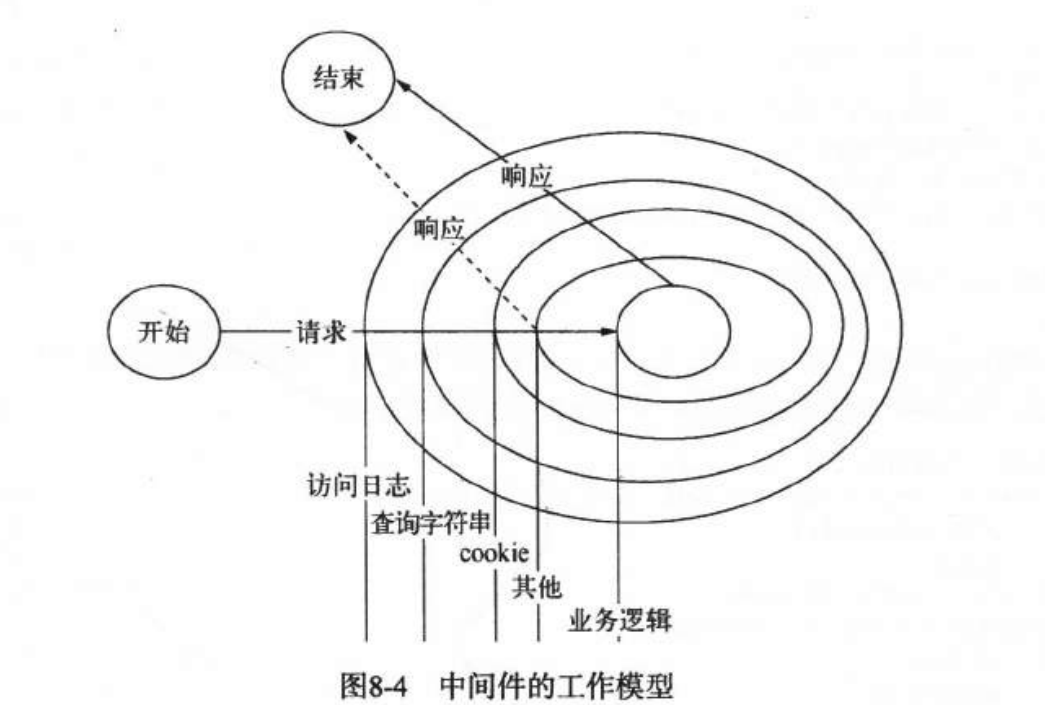 结束
响应
响应
开始
请求
访问日志
查询字符串
cookie
其他
业务逻辑
图8-4 中间件的工作模型